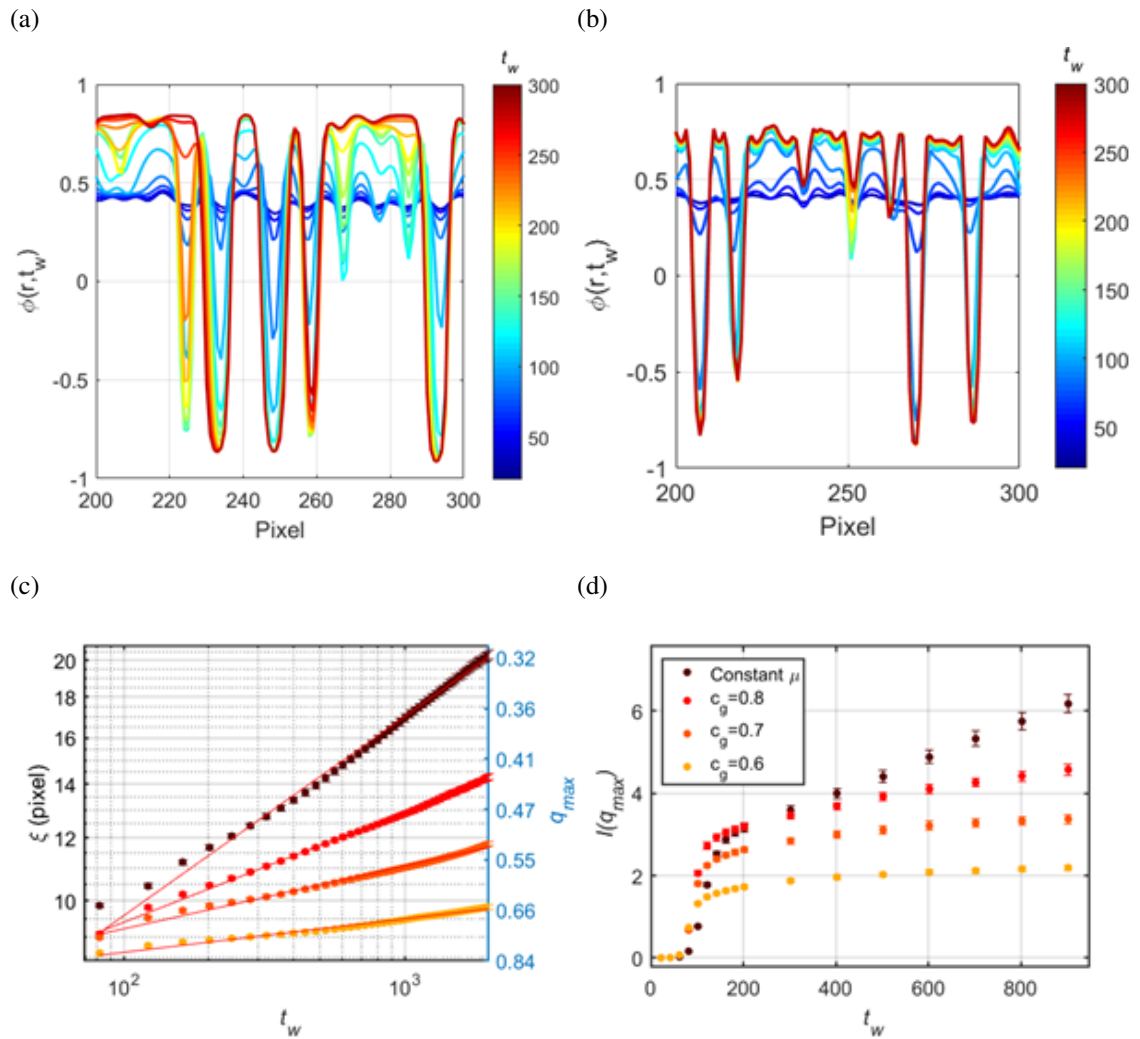 (a)
t_w
1
0.5
0
-0.5
-1
ϕ(r,t_w)
200 220 240 260 280 300
Pixel
300
250
200
150
100
50
(b)
t_w
1
0.5
0
-0.5
-1
ϕ(r,t_w)
200 250 300
Pixel
300
250
200
150
100
50
(c)
20
18
16
14
12
10
ξ (pixel)
10^2 10^3
t_w
0.32
0.36
0.41
0.47
0.55
0.66
0.84
q_max
(d)
6
4
2
0
I(q_max)
0 200 400 600 800
t_w
Constant μ
c_g=0.8
c_g=0.7
c_g=0.6